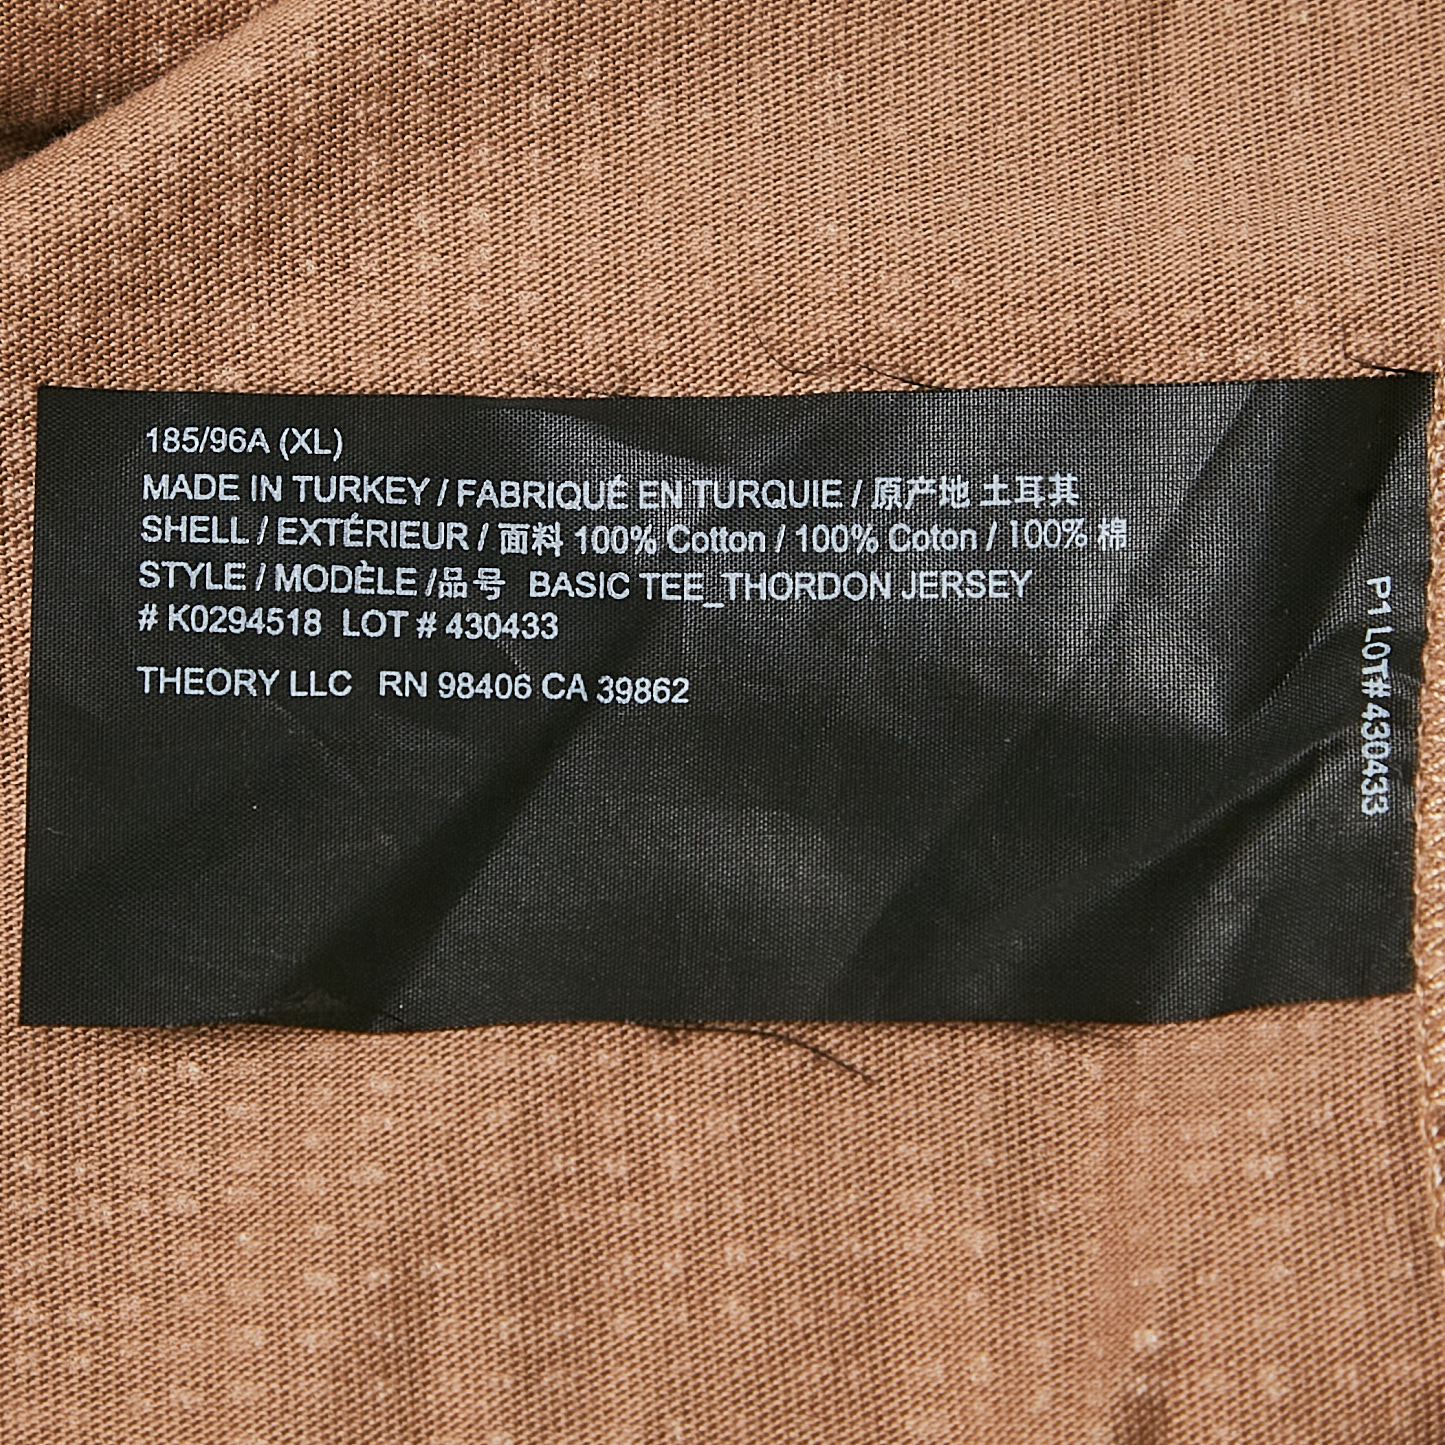 185/96A (XL)
MADE IN TURKEY / FABRIQUÉ EN TURQUIE / 原产地 土耳其
SHELL / EXTÉRIEUR / 面料 100% Cotton / 100% Coton / 100% 棉
STYLE / MODÈLE /品号 BASIC TEE_THORDON JERSEY
# K0294518 LOT # 430433
THEORY LLC RN 98406 CA 39862
P1 LOT# 430433